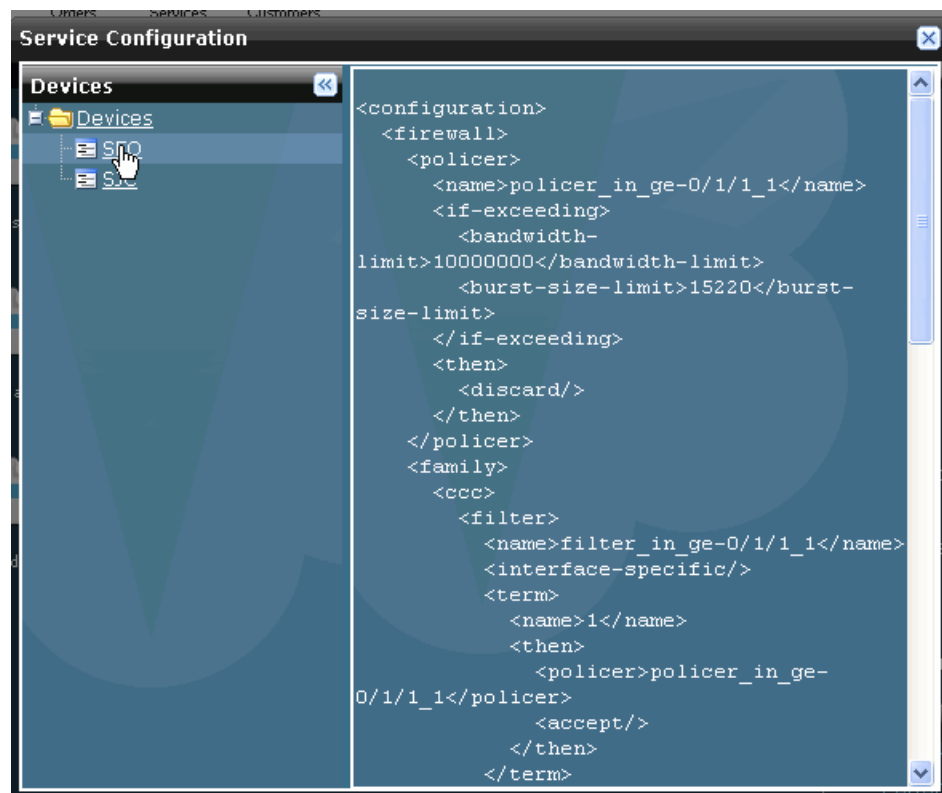 Orders Services Customers
Service Configuration
Devices
Devices
<configuration>
<firewall>
<policer>
<name>policer_in_ge-0/1/1_1</name>
<if-exceeding>
<bandwidth-
limit>10000000</bandwidth-limit>
<burst-size-limit>15220</burst-
size-limit>
</if-exceeding>
<then>
<discard/>
</then>
</policer>
<family>
<ccc>
<filter>
<name>filter_in_ge-0/1/1_1</name>
<interface-specific/>
<term>
<name>1</name>
<then>
<policer>policer_in_ge-
0/1/1_1</policer>
<accept/>
</then>
</term>